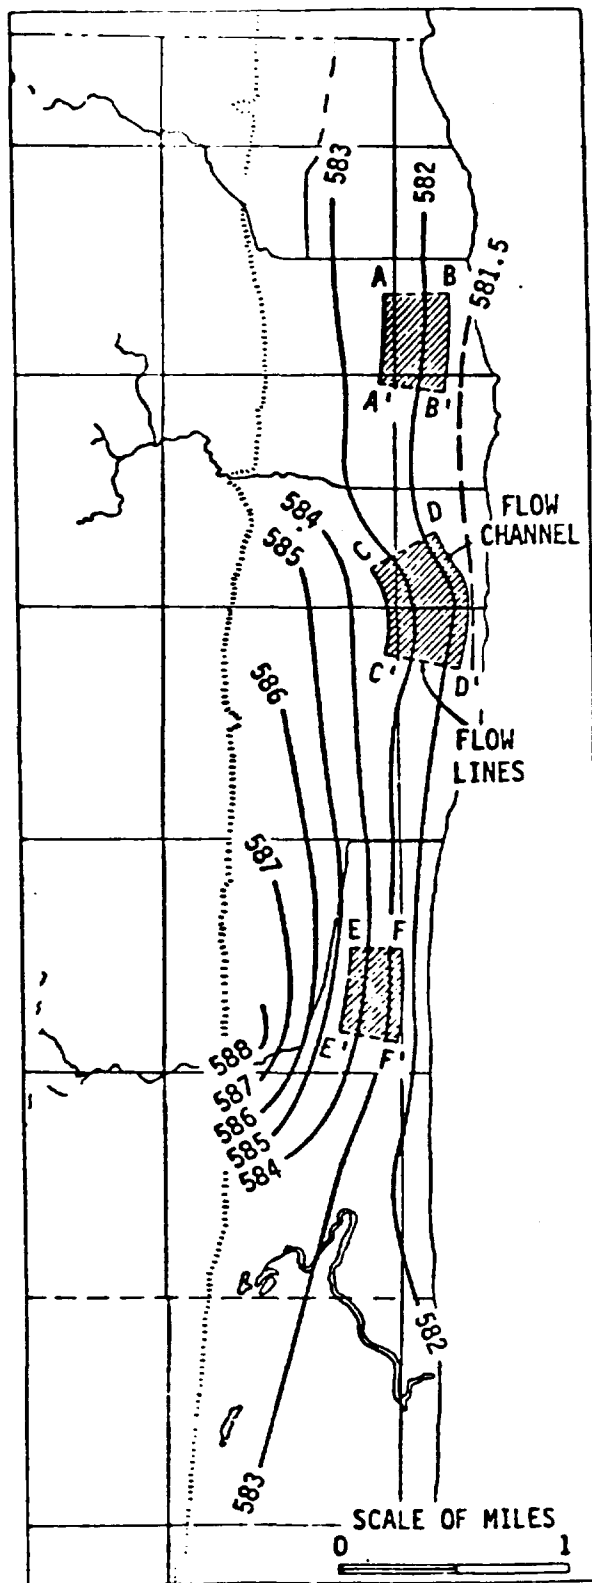 583
582
581.5
A B
A' B'
584
585
D
C
FLOW
CHANNEL
C' D'
586
FLOW
LINES
587
E F
E' F'
588
587
586
585
584
582
583
SCALE OF MILES
0 1